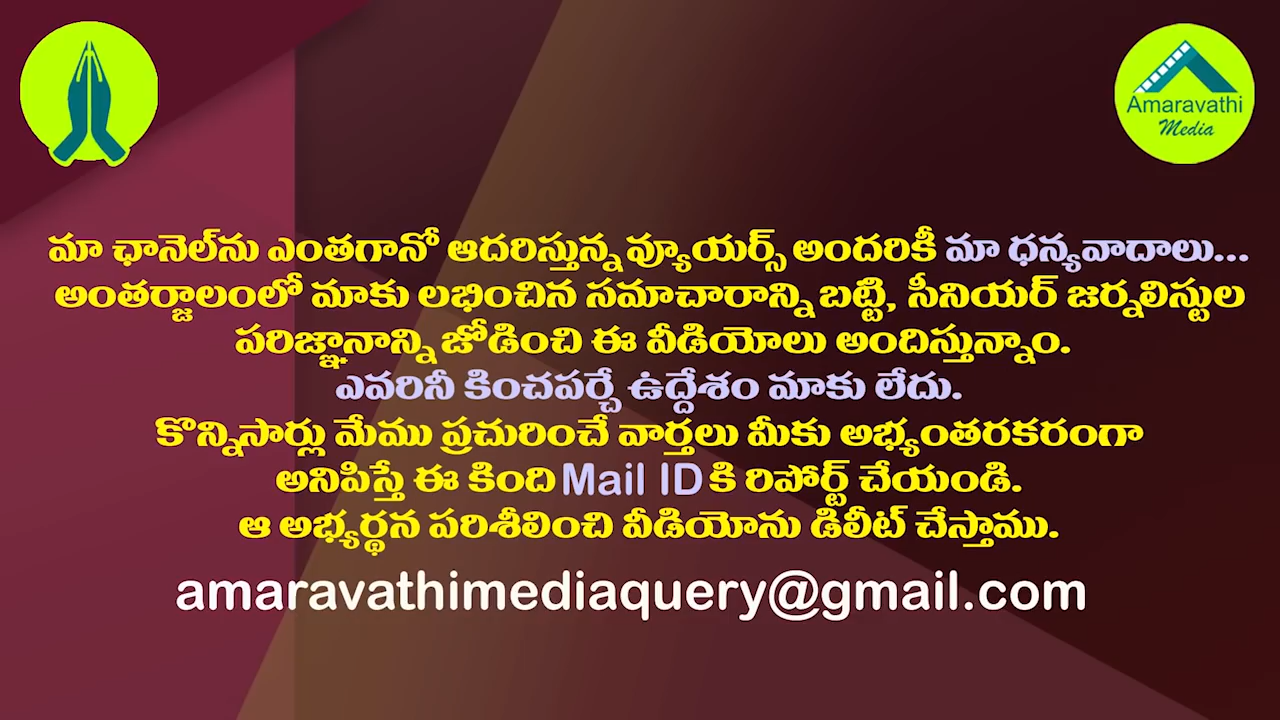 Amaravathi
Media
మా ఛానెల్‌ను ఎంతగానో ఆదరిస్తున్న వ్యూయర్స్ అందరికీ మా ధన్యవాదాలు...
అంతర్జాలంలో మాకు లభించిన సమాచారాన్ని బట్టి, సీనియర్ జర్నలిస్టుల
పరిజ్ఞానాన్ని జోడించి ఈ వీడియోలు అందిస్తున్నాం.
ఎవరినీ కించపర్చే ఉద్దేశం మాకు లేదు.
కొన్నిసార్లు మేము ప్రచురించే వార్తలు మీకు అభ్యంతరకరంగా
అనిపిస్తే ఈ కింది Mail ID కి రిపోర్ట్ చేయండి.
ఆ అభ్యర్థన పరిశీలించి వీడియోను డిలీట్ చేస్తాము.
amaravathimediaquery@gmail.com